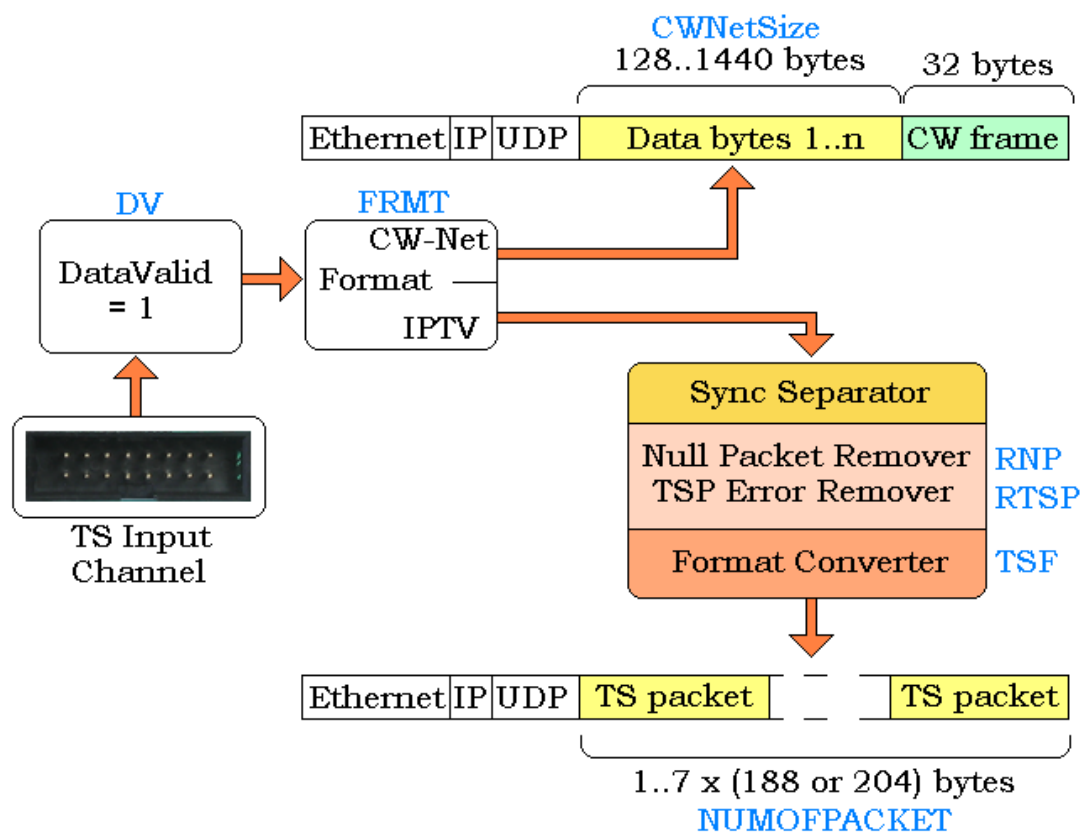 CWNetSize
128..1440 bytes
32 bytes
Ethernet IP UDP Data bytes 1..n CW frame
DV
FRMT
DataValid
= 1
CW-Net
Format
IPTV
TS Input
Channel
Sync Separator
Null Packet Remover
RNP
TSP Error Remover
RTSP
Format Converter
TSF
Ethernet IP UDP TS packet TS packet
1..7 x (188 or 204) bytes
NUMOFPACKET